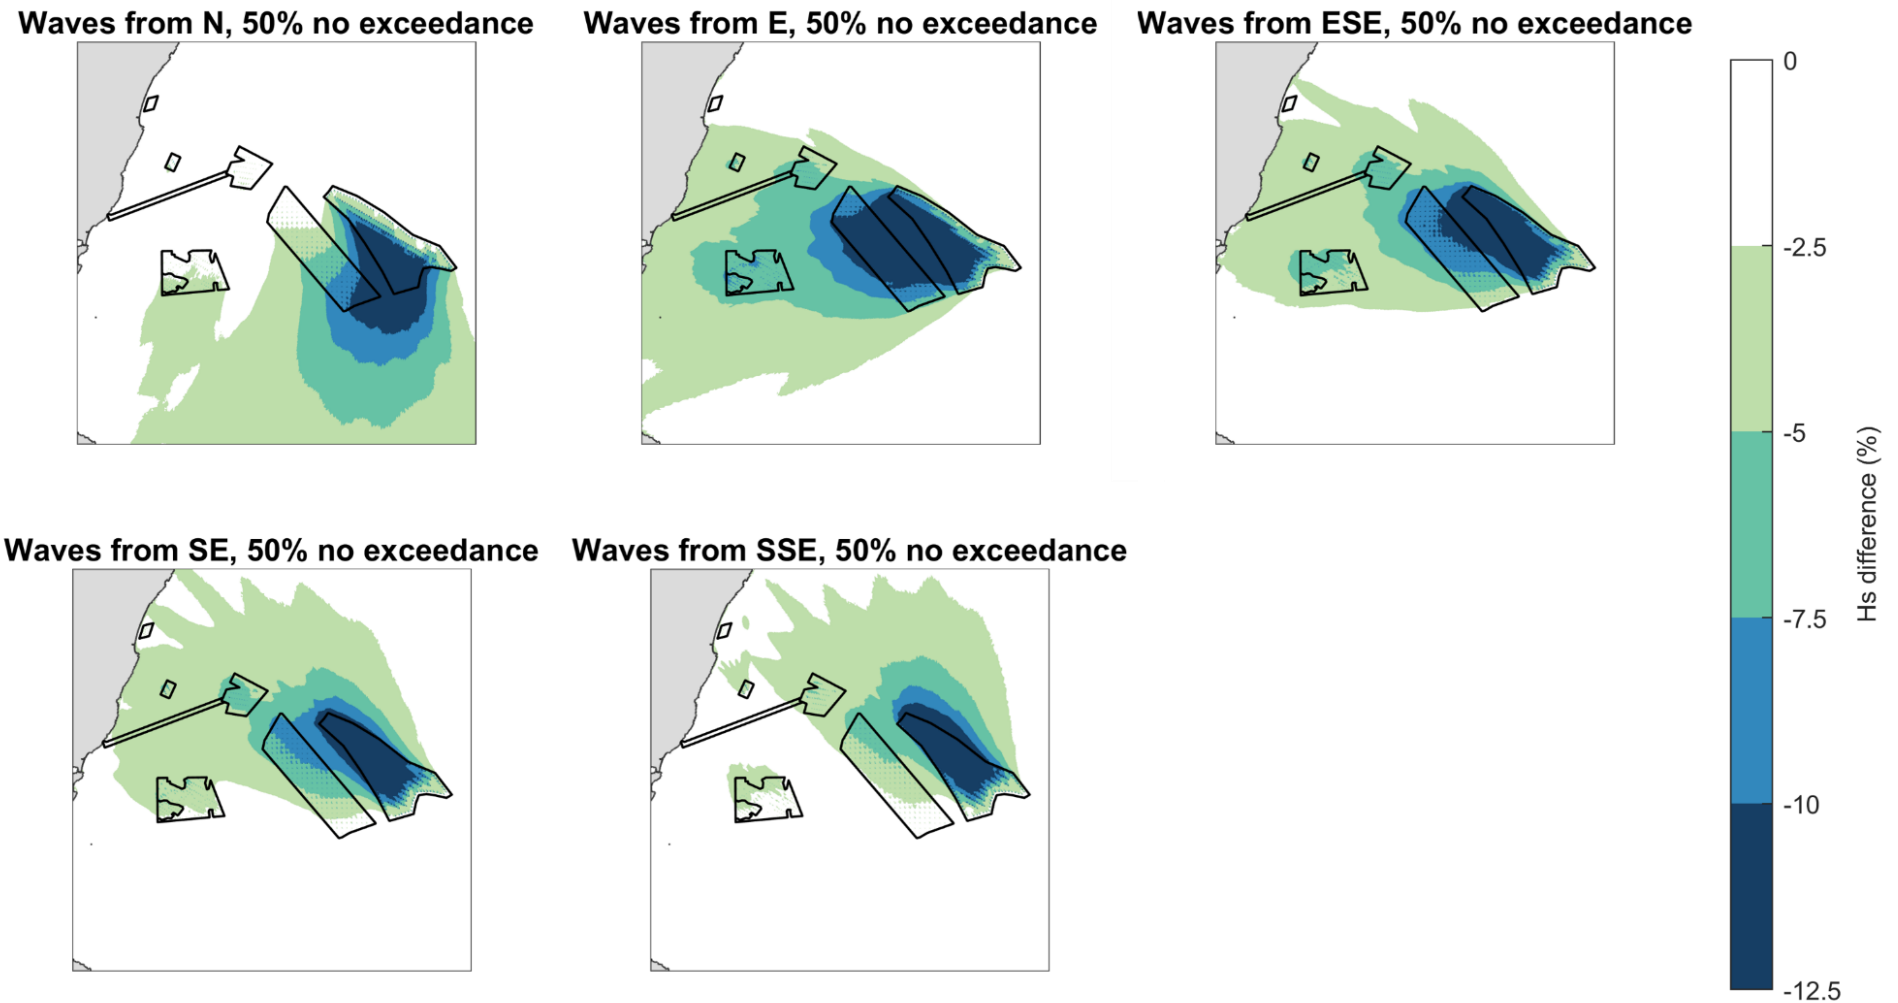 Waves from N, 50% no exceedance
Waves from E, 50% no exceedance
Waves from ESE, 50% no exceedance
0
-2.5
-5
-7.5
-10
-12.5
Hs difference (%)
Waves from SE, 50% no exceedance
Waves from SSE, 50% no exceedance